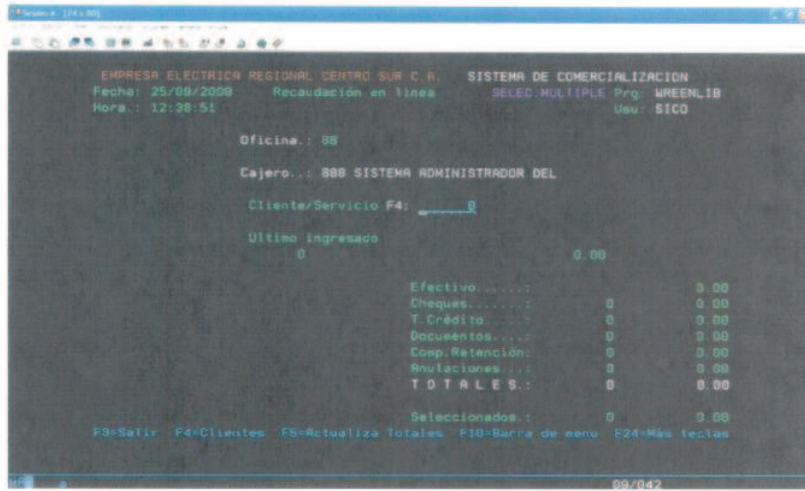 Session A - [24 x 80]
EMPRESA ELECTRICA REGIONAL CENTRO SUR C.A. SISTEMA DE COMERCIALIZACION
Fecha: 25/09/2009 Recaudación en linea SELEC.MULTIPLE Prg: WREENLIB
Hora.: 12:38:51 Usu: SICO
Oficina.: 88
Cajero..: 888 SISTEMA ADMINISTRADOR DEL
Cliente/Servicio F4: 0
Ultimo ingresado
0 0.00
Efectivo......: 0.00
Cheques.......: 0 0.00
T.Crédito.....: 0 0.00
Documentos....: 0 0.00
Comp.Retención: 0 0.00
Anulaciones...: 0 0.00
T O T A L E S.: 0 0.00
Seleccionados.: 0 0.00
F3=Salir F4=Clientes F5=Actualiza Totales F10=Barra de menu F24=Más teclas
09/042